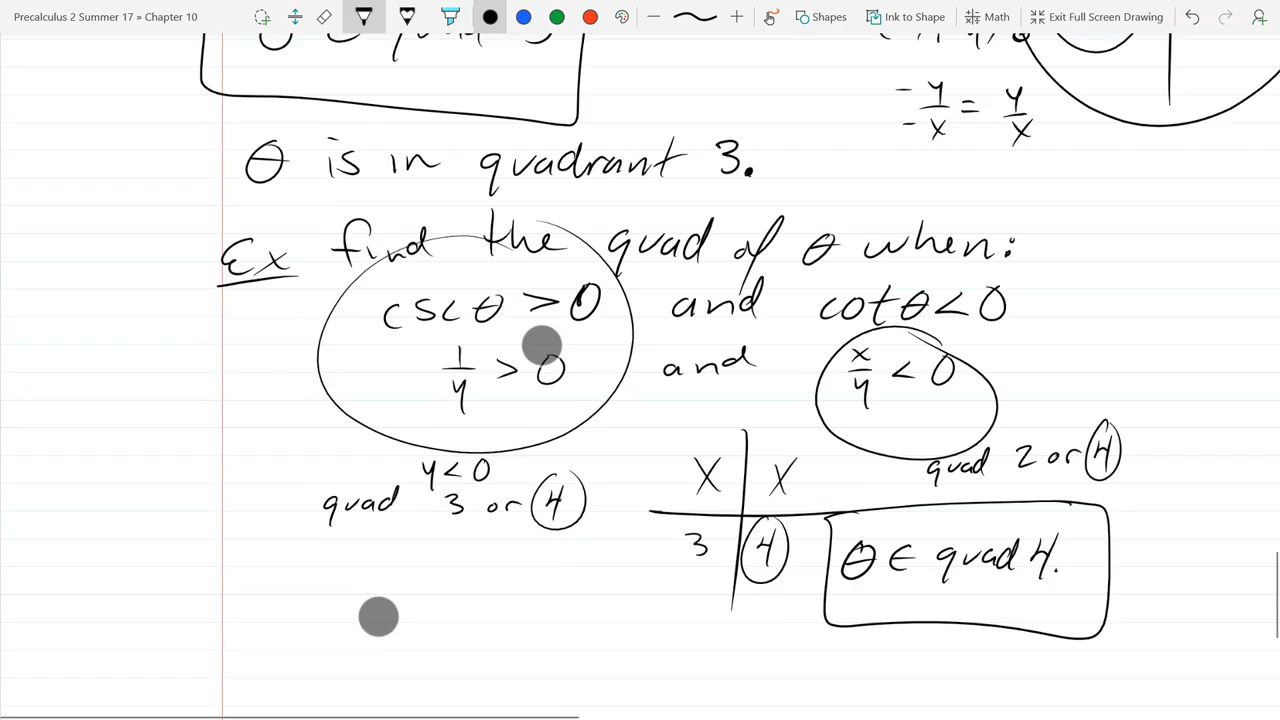 Precalculus 2 Summer 17 » Chapter 10
Shapes Ink to Shape Math Exit Full Screen Drawing
-y/-x = y/x
θ is in quadrant 3.
Ex find the quad of θ when:
csc θ > 0 and cot θ < 0
1/y > 0 and x/y < 0
y < 0
quad 3 or 4
quad 2 or 4
X X
3 4
θ ∈ quad 4.